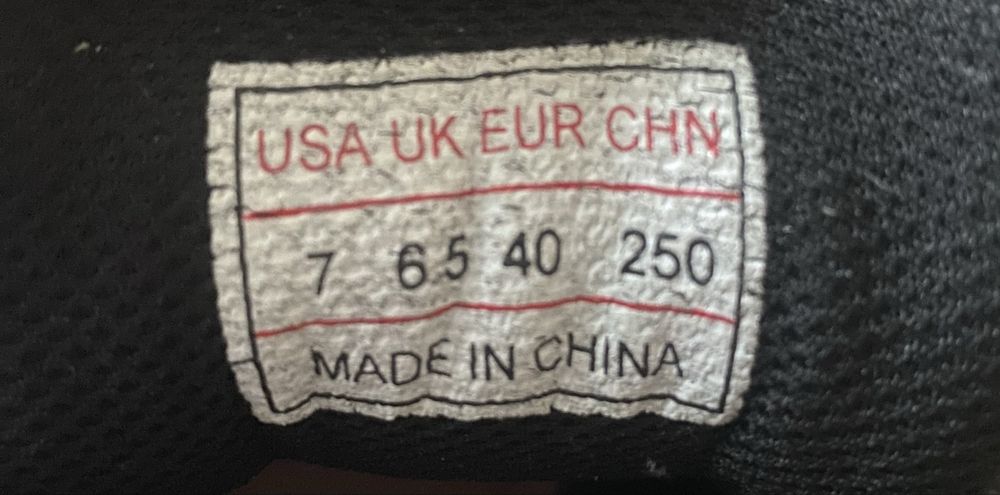 USA UK EUR CHN
7 6.5 40 250
MADE IN CHINA